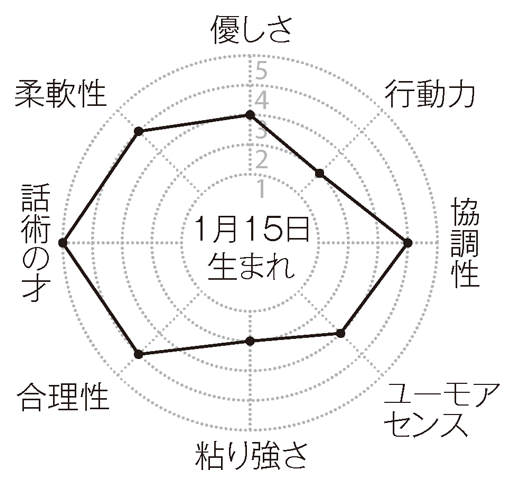 優しさ
行動力
協調性
ユーモア
センス
粘り強さ
合理性
話術の才
柔軟性
5
4
3
2
1
1月15日
生まれ